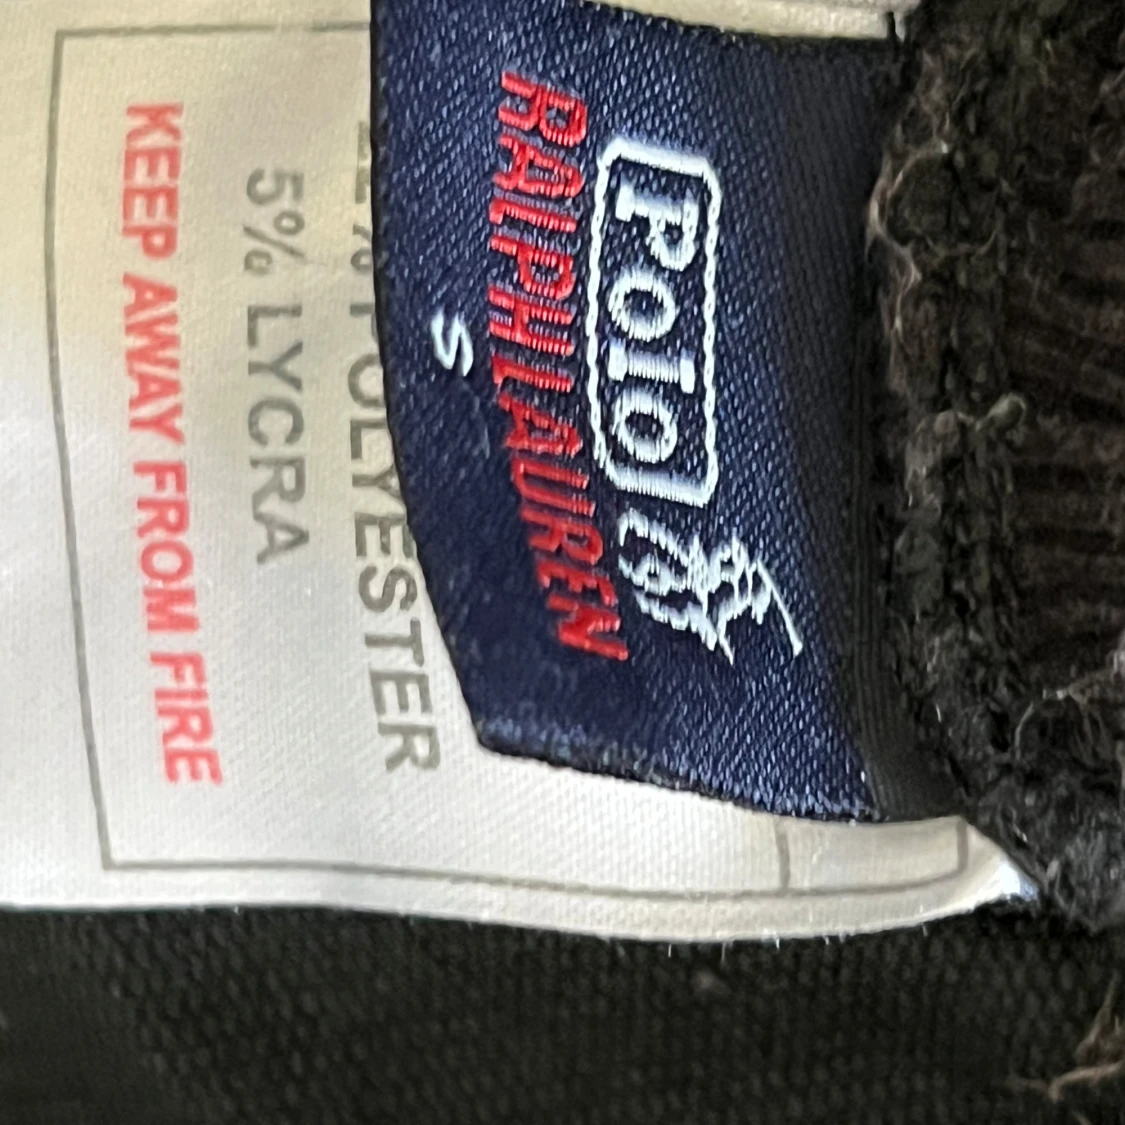 Polo
RALPH LAUREN
S
POLYESTER
5% LYCRA
KEEP AWAY FROM FIRE